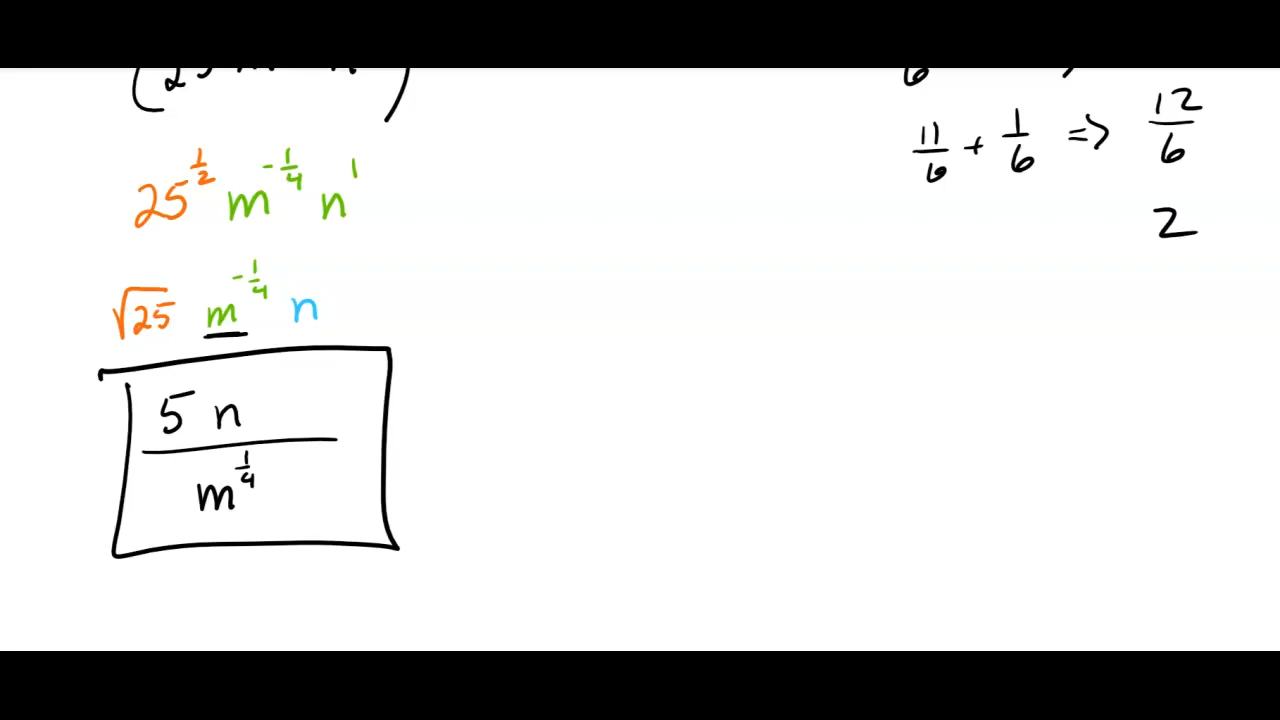 25^{1/2} m^{-1/4} n^1
√25 m^{-1/4} n
5 n / m^{1/4}
11/6 + 1/6 => 12/6
2